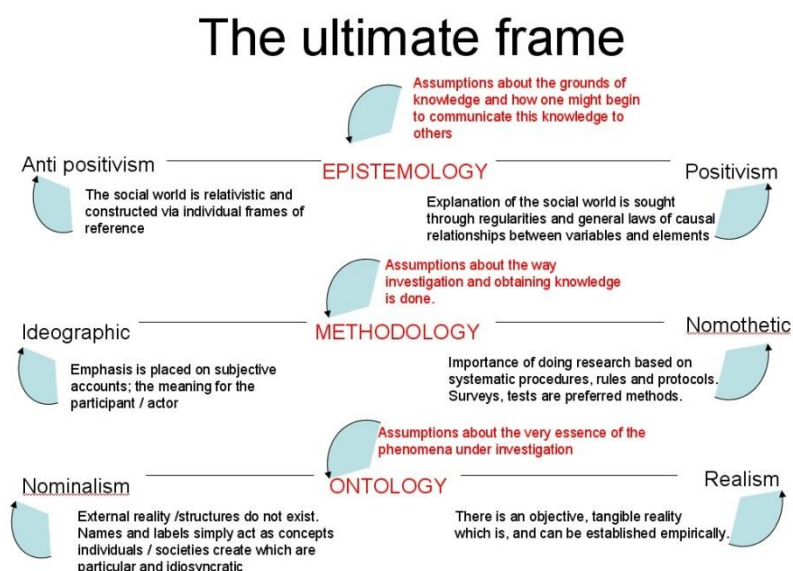 The ultimate frame
Assumptions about the grounds of
knowledge and how one might begin
to communicate this knowledge to
others
Anti positivism
EPISTEMOLOGY
Positivism
The social world is relativistic and
constructed via individual frames of
reference
Explanation of the social world is sought
through regularities and general laws of causal
relationships between variables and elements
Assumptions about the way
investigation and obtaining knowledge
is done.
Ideographic
METHODOLOGY
Nomothetic
Emphasis is placed on subjective
accounts; the meaning for the
participant / actor
Importance of doing research based on
systematic procedures, rules and protocols.
Surveys, tests are preferred methods.
Assumptions about the very essence of the
phenomena under investigation
Nominalism
ONTOLOGY
Realism
External reality /structures do not exist.
Names and labels simply act as concepts
individuals / societies create which are
particular and idiosyncratic
There is an objective, tangible reality
which is, and can be established empirically.